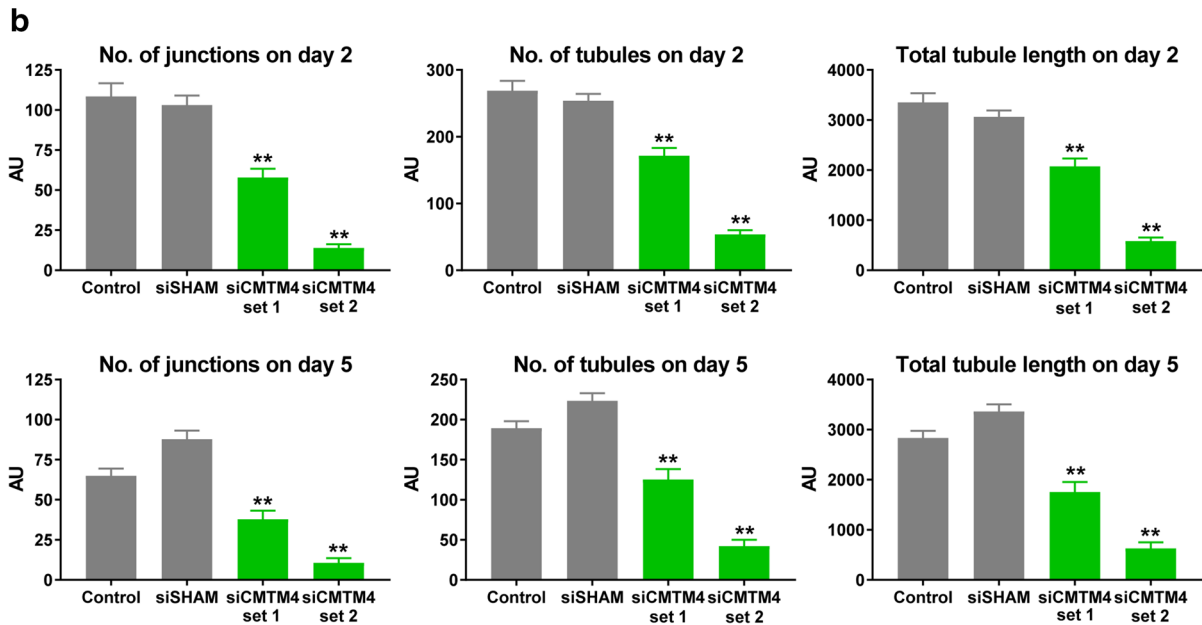 b
No. of junctions on day 2
125
100
75
50
25
0
AU
**
**
Control siSHAM siCMTM4 siCMTM4
set 1 set 2
No. of tubules on day 2
300
200
100
0
AU
**
**
Control siSHAM siCMTM4 siCMTM4
set 1 set 2
Total tubule length on day 2
4000
3000
2000
1000
0
AU
**
**
Control siSHAM siCMTM4 siCMTM4
set 1 set 2
No. of junctions on day 5
125
100
75
50
25
0
AU
**
**
Control siSHAM siCMTM4 siCMTM4
set 1 set 2
No. of tubules on day 5
250
200
150
100
50
0
AU
**
**
Control siSHAM siCMTM4 siCMTM4
set 1 set 2
Total tubule length on day 5
4000
3000
2000
1000
0
AU
**
**
Control siSHAM siCMTM4 siCMTM4
set 1 set 2